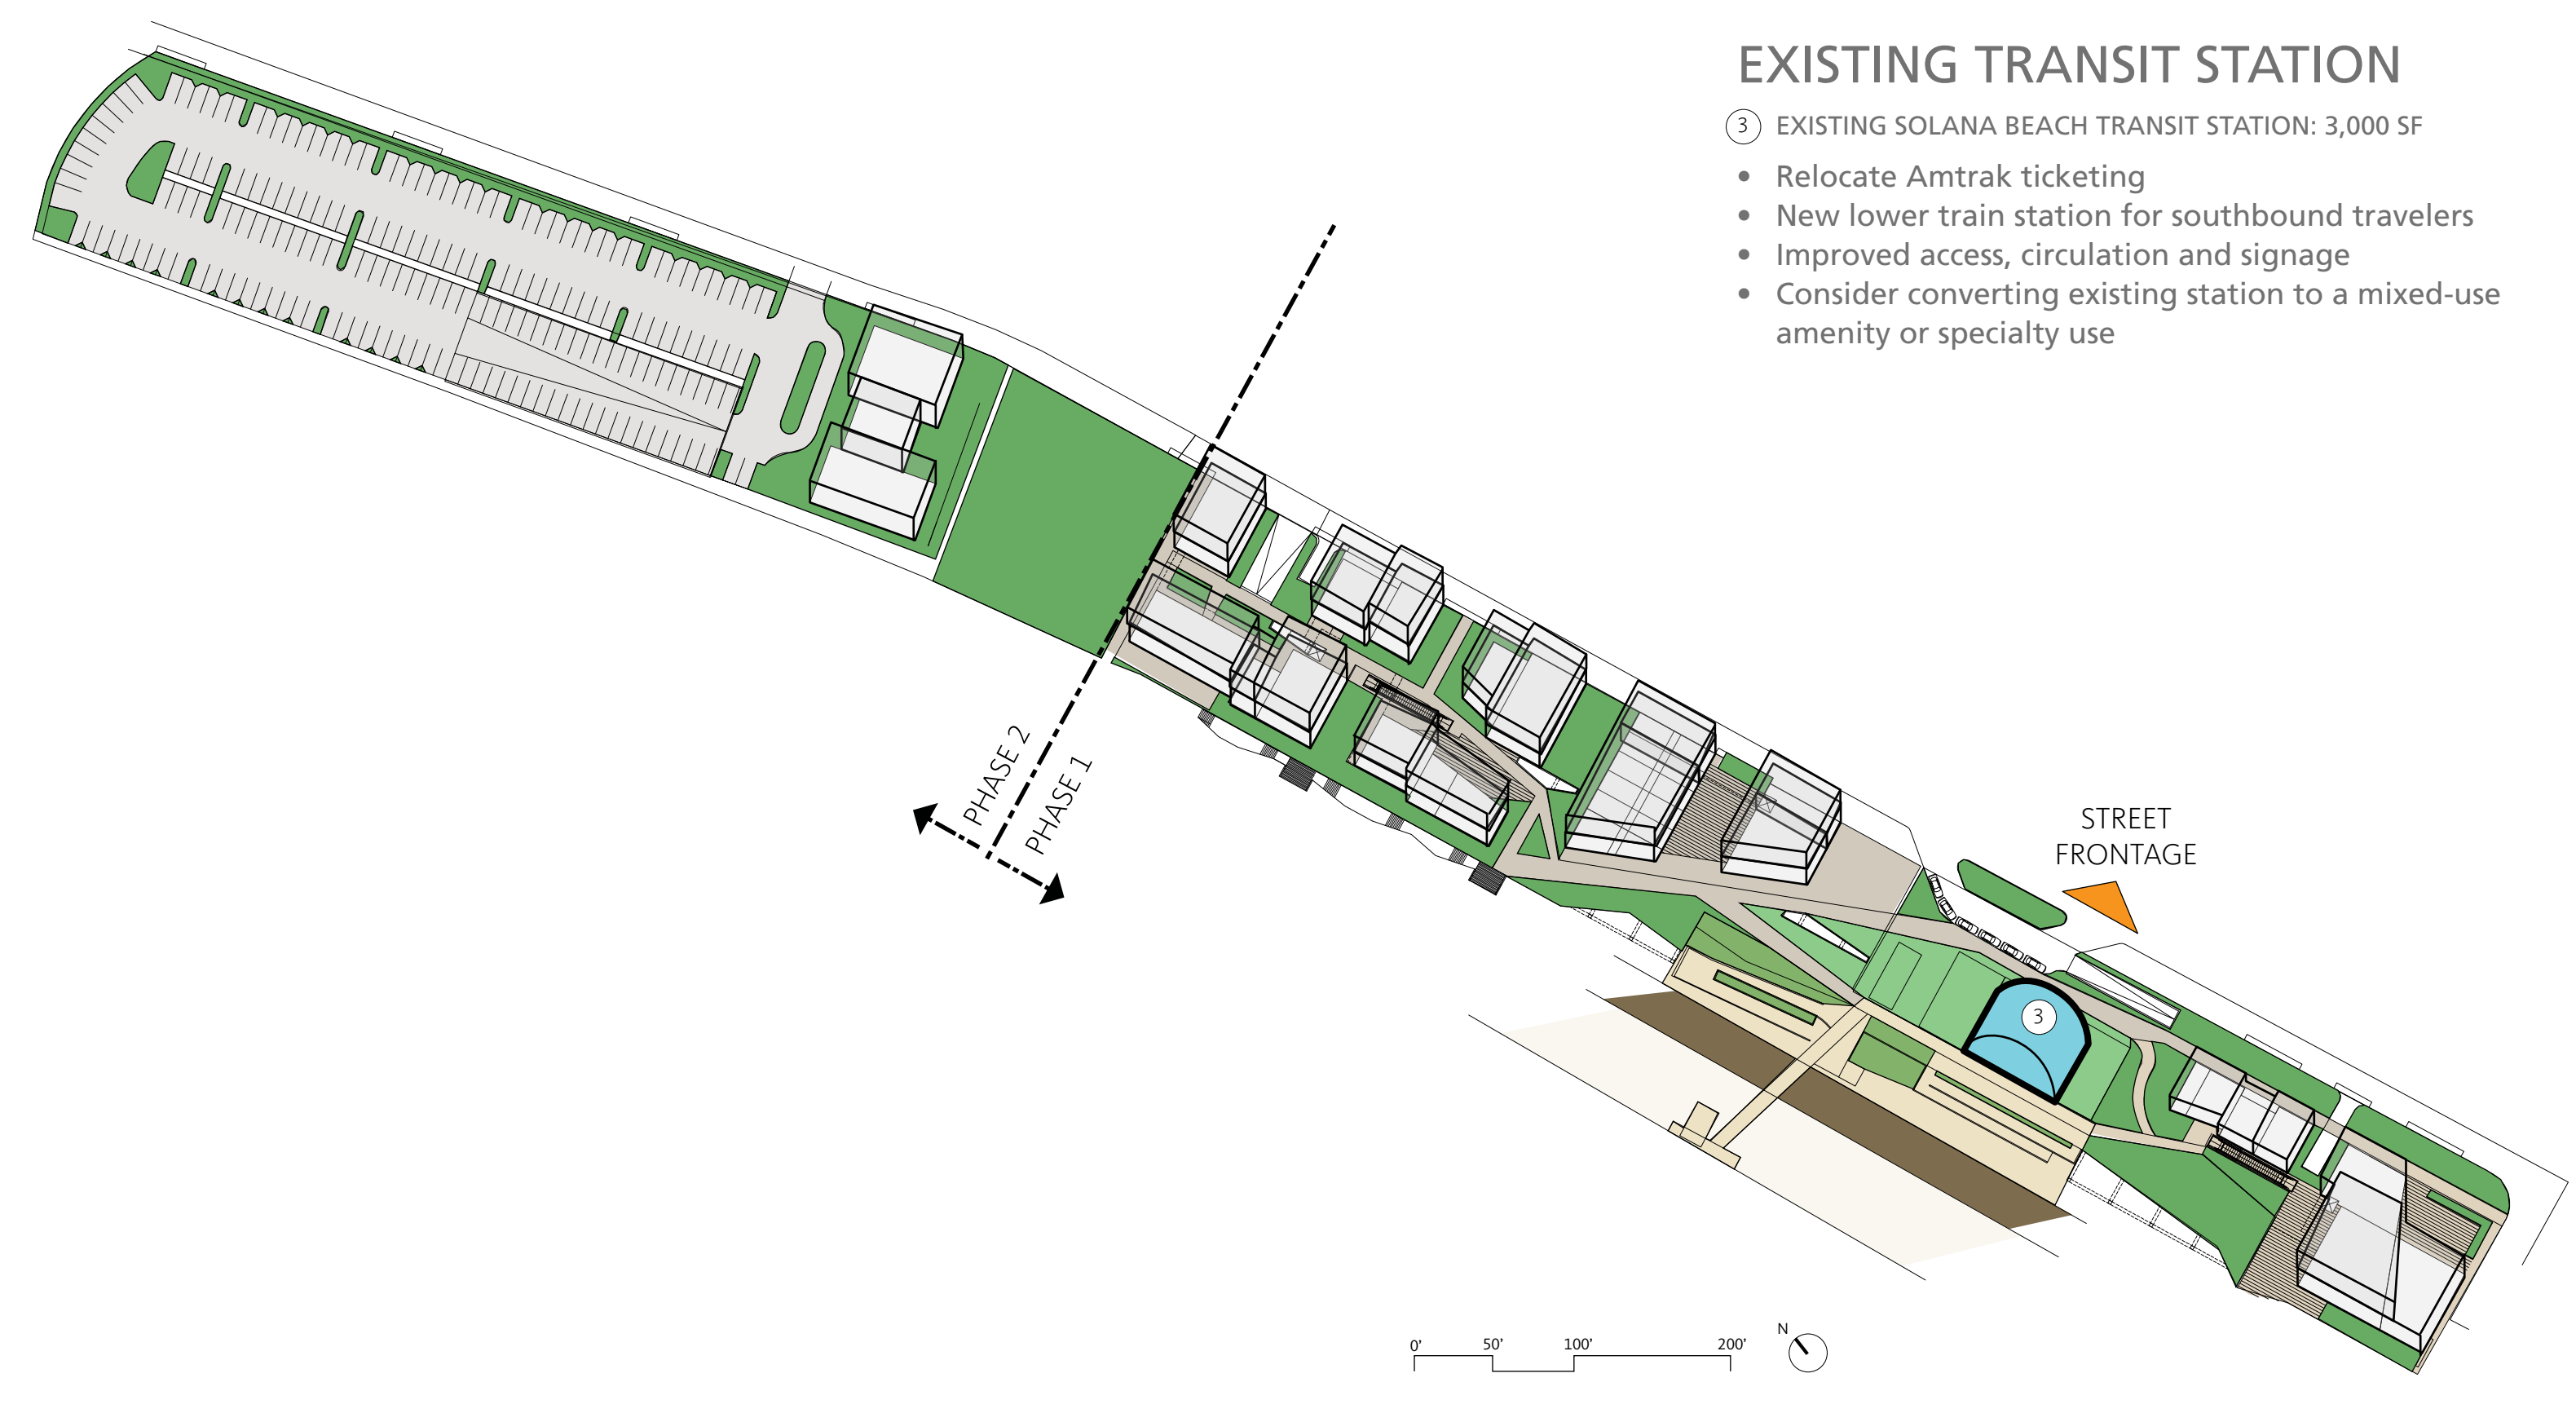 EXISTING TRANSIT STATION
3 EXISTING SOLANA BEACH TRANSIT STATION: 3,000 SF
• Relocate Amtrak ticketing
• New lower train station for southbound travelers
• Improved access, circulation and signage
• Consider converting existing station to a mixed-use
amenity or specialty use
PHASE 2
PHASE 1
STREET
FRONTAGE
3
0' 50' 100' 200'
N